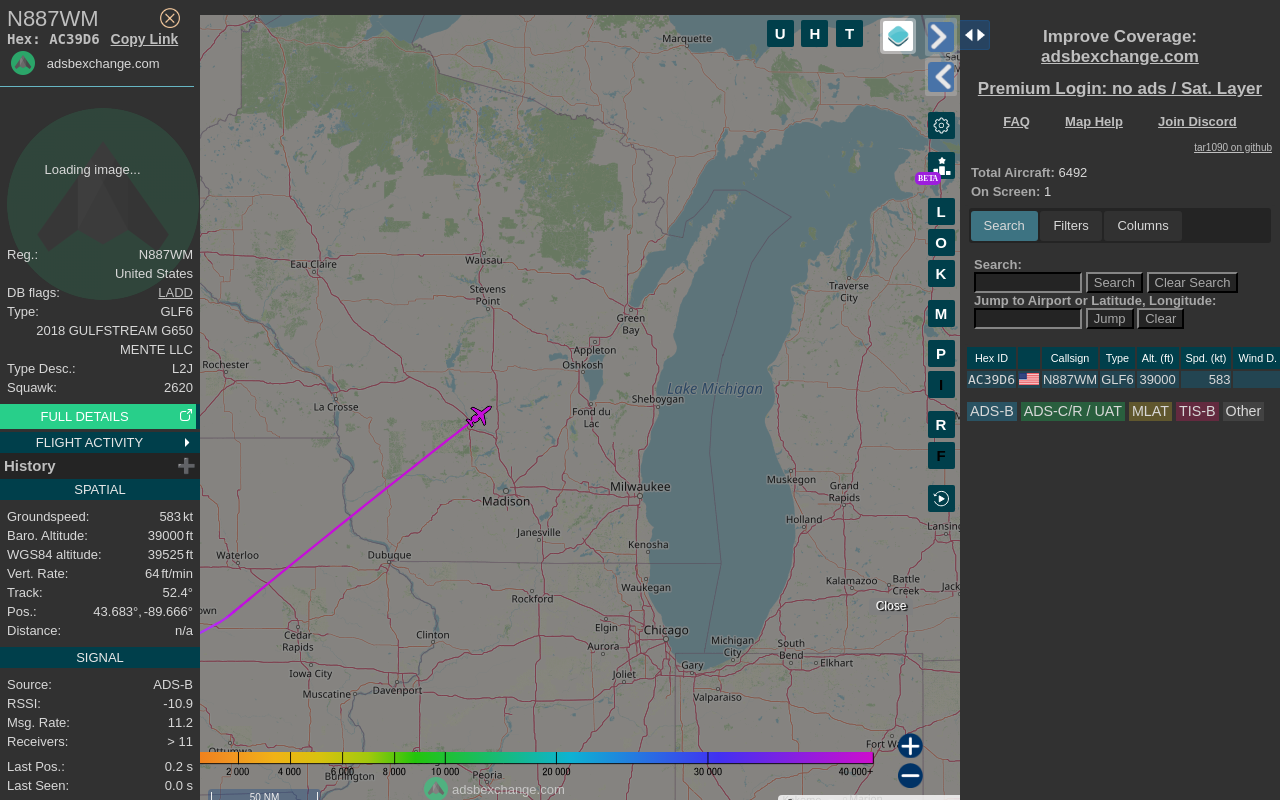 N887WM
Hex: AC39D6 Copy Link
adsbexchange.com
Loading image...
Reg.: N887WM
United States
DB flags: LADD
Type: GLF6
2018 GULFSTREAM G650
MENTE LLC
Type Desc.: L2J
Squawk: 2620
FULL DETAILS
FLIGHT ACTIVITY
History
SPATIAL
Groundspeed: 583 kt
Baro. Altitude: 39000 ft
WGS84 altitude: 39525 ft
Vert. Rate: 64 ft/min
Track: 52.4°
Pos.: 43.683°, -89.666°
Distance: n/a
SIGNAL
Source: ADS-B
RSSI: -10.9
Msg. Rate: 11.2
Receivers: > 11
Last Pos.: 0.2 s
Last Seen: 0.0 s
Marquette
Eau Claire
Wausau
Stevens
Point
Green
Bay
Traverse
City
Appleton
Oshkosh
Rochester
La Crosse
Lake Michigan
Sheboygan
Fond du
Lac
Madison
Milwaukee
Muskegon
Grand
Rapids
Holland
Lansing
Janesville
Kenosha
Waterloo
Dubuque
Waukegan
Kalamazoo
Battle
Creek
Jack
Rockford
Close
own
Cedar
Rapids
Clinton
Elgin
Chicago
Aurora
Michigan
City
South
Bend
Elkhart
Gary
Iowa City
Joliet
Muscatine
Davenport
Valparaiso
Ottumwa
Fort W
Burlington
Peoria
2 000
4 000
6 000
8 000
10 000
20 000
30 000
40 000+
adsbexchange.com
50 NM
U
H
T
BETA
L
O
K
M
P
I
R
F
Improve Coverage:
adsbexchange.com
Premium Login: no ads / Sat. Layer
FAQ Map Help Join Discord
tar1090 on github
Total Aircraft: 6492
On Screen: 1
Search Filters Columns
Search:
Search Clear Search
Jump to Airport or Latitude, Longitude:
Jump Clear
Hex ID Callsign Type Alt. (ft) Spd. (kt) Wind D.
AC39D6 N887WM GLF6 39000 583
ADS-B ADS-C/R / UAT MLAT TIS-B Other